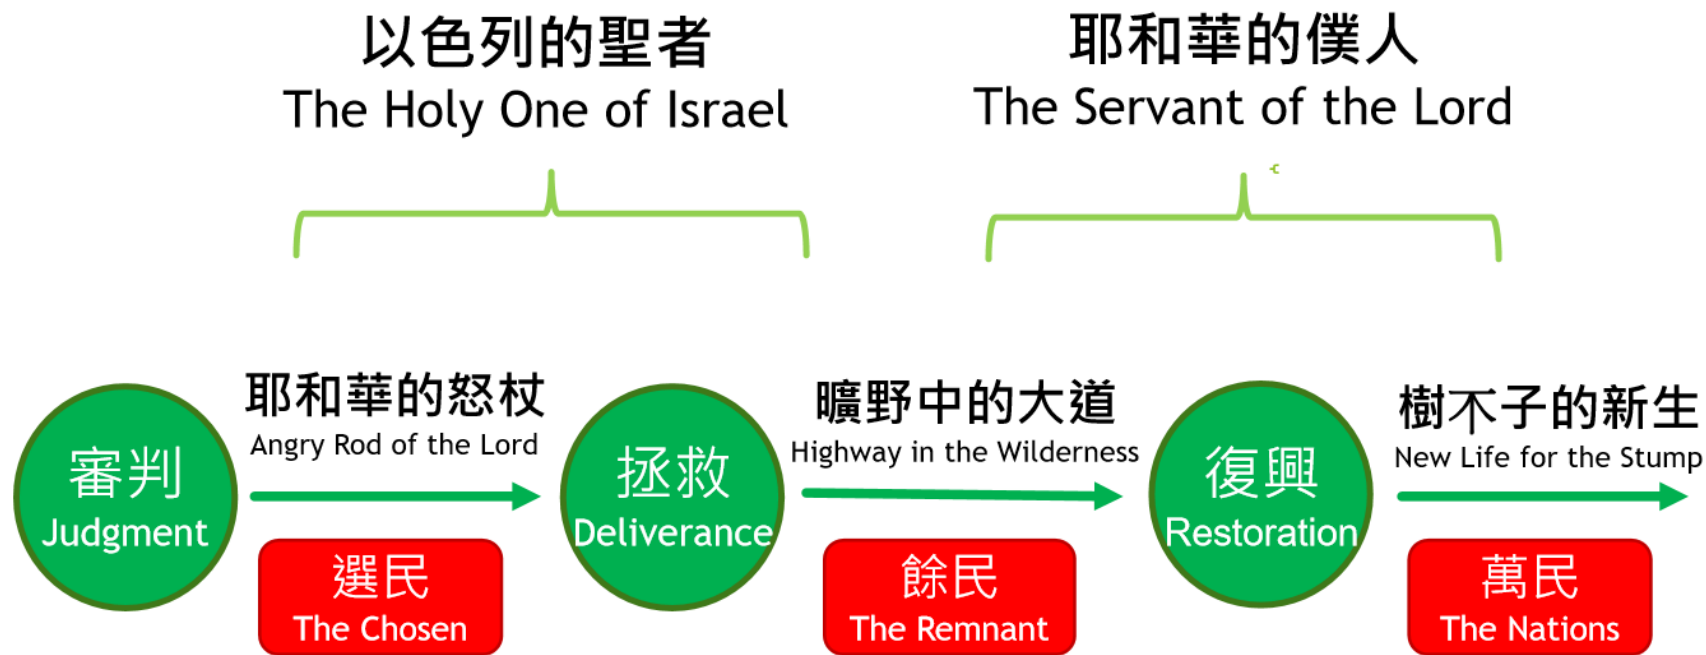 以色列的聖者
The Holy One of Israel
耶和華的僕人
The Servant of the Lord
審判
Judgment
耶和華的怒杖
Angry Rod of the Lord
選民
The Chosen
拯救
Deliverance
曠野中的大道
Highway in the Wilderness
餘民
The Remnant
復興
Restoration
樹不子的新生
New Life for the Stump
萬民
The Nations